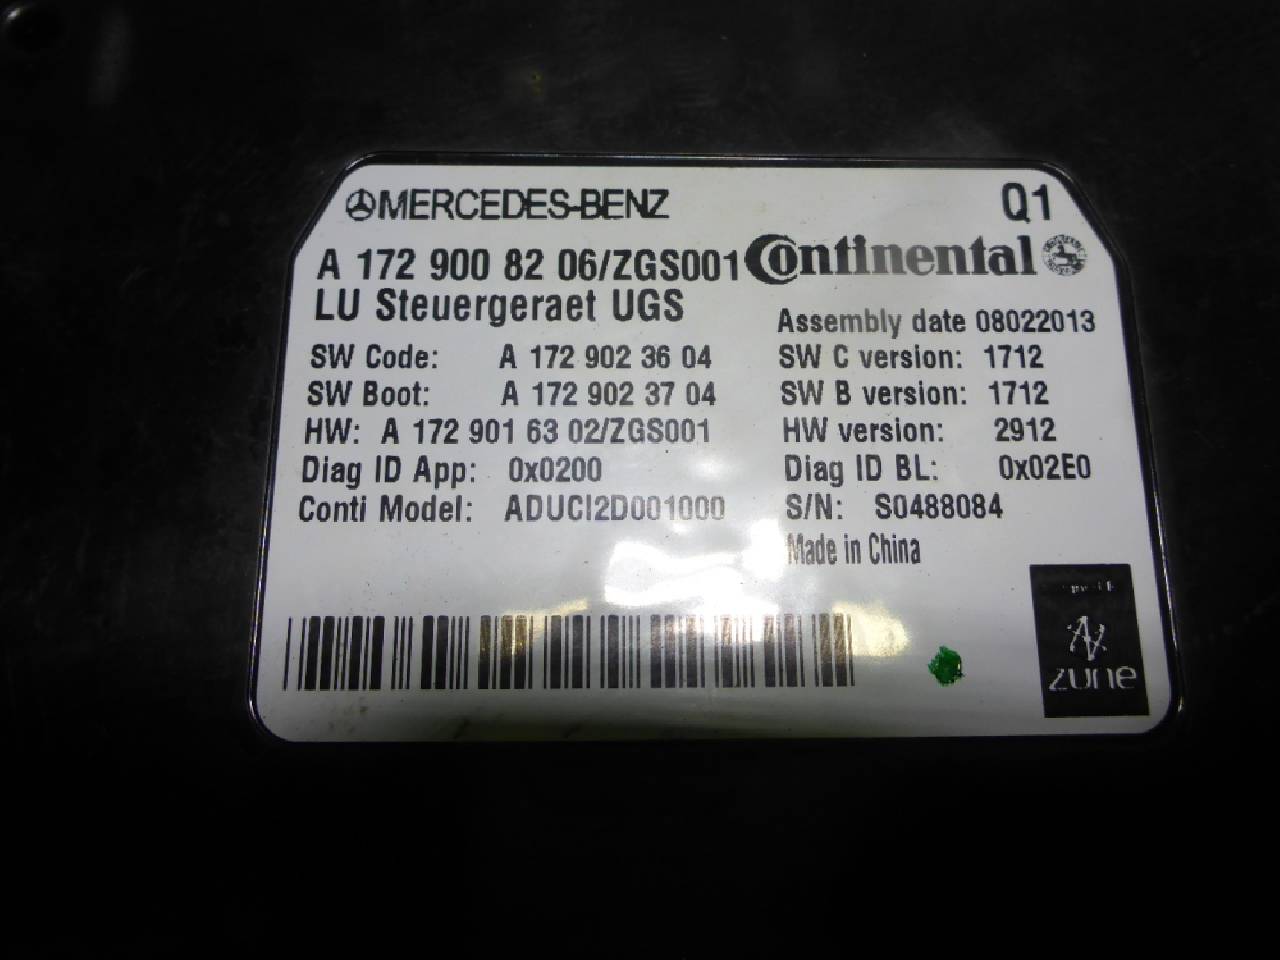 MERCEDES-BENZ
Q1
A 172 900 82 06/ZGS001
Continental
LU Steuergeraet UGS
Assembly date 08022013
SW Code: A 172 902 36 04
SW C version: 1712
SW Boot: A 172 902 37 04
SW B version: 1712
HW: A 172 901 63 02/ZGS001
HW version: 2912
Diag ID App: 0x0200
Diag ID BL: 0x02E0
Conti Model: ADUCI2D001000
S/N: S0488084
Made in China
zune